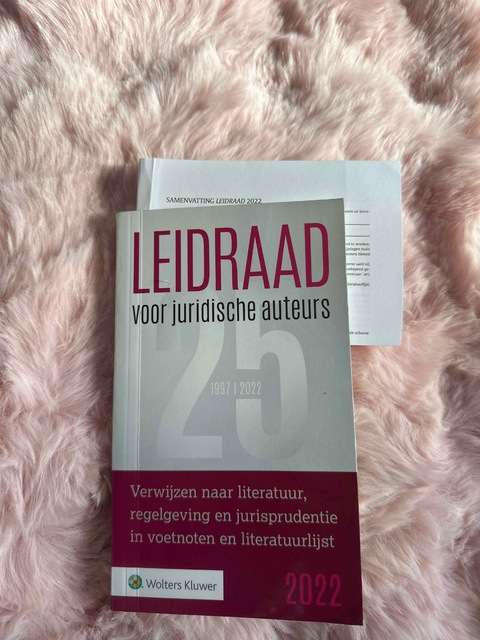 SAMENVATTING LEIDRAAD 2022
LEIDRAAD
voor juridische auteurs
25
1997 | 2022
Verwijzen naar literatuur,
regelgeving en jurisprudentie
in voetnoten en literatuurlijst
Wolters Kluwer
2022